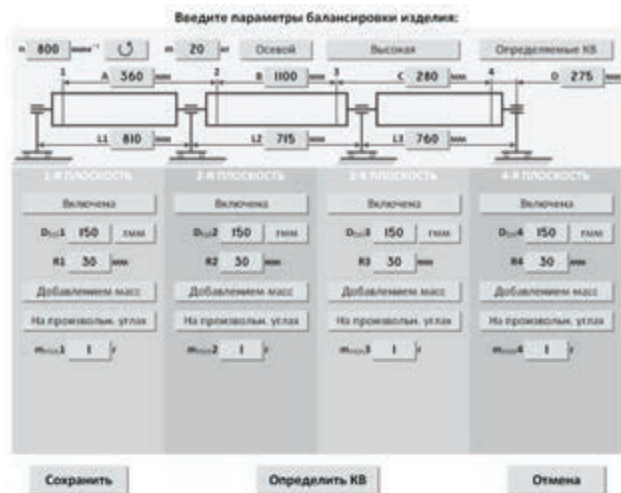 Введите параметры балансировки изделия:
n 800 мин⁻¹ m 20 кг Осевой Высокая Определяемые КВ
1 A 360 мм 2 B 1100 мм 3 C 280 мм 4 D 275 мм
L1 810 мм L2 715 мм L3 760 мм
1-Я ПЛОСКОСТЬ 2-Я ПЛОСКОСТЬ 3-Я ПЛОСКОСТЬ 4-Я ПЛОСКОСТЬ
Включена Включена Включена Включена
150 гмм 150 гмм 150 гмм 150 гмм
R1 30 мм R2 30 мм R3 30 мм R4 30 мм
Добавлением масс Добавлением масс Добавлением масс Добавлением масс
На произвольн. углах На произвольн. углах На произвольн. углах На произвольн. углах
1 г 1 г 1 г 1 г
Сохранить Определить КВ Отмена